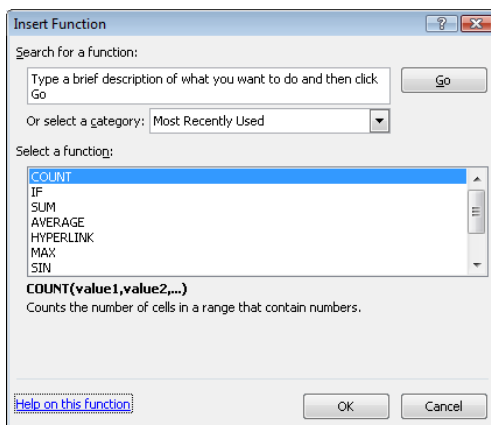 Insert Function
Search for a function:
Type a brief description of what you want to do and then click
Go
Go
Or select a category: Most Recently Used
Select a function:
COUNT
IF
SUM
AVERAGE
HYPERLINK
MAX
SIN
COUNT(value1,value2,...)
Counts the number of cells in a range that contain numbers.
Help on this function
OK Cancel